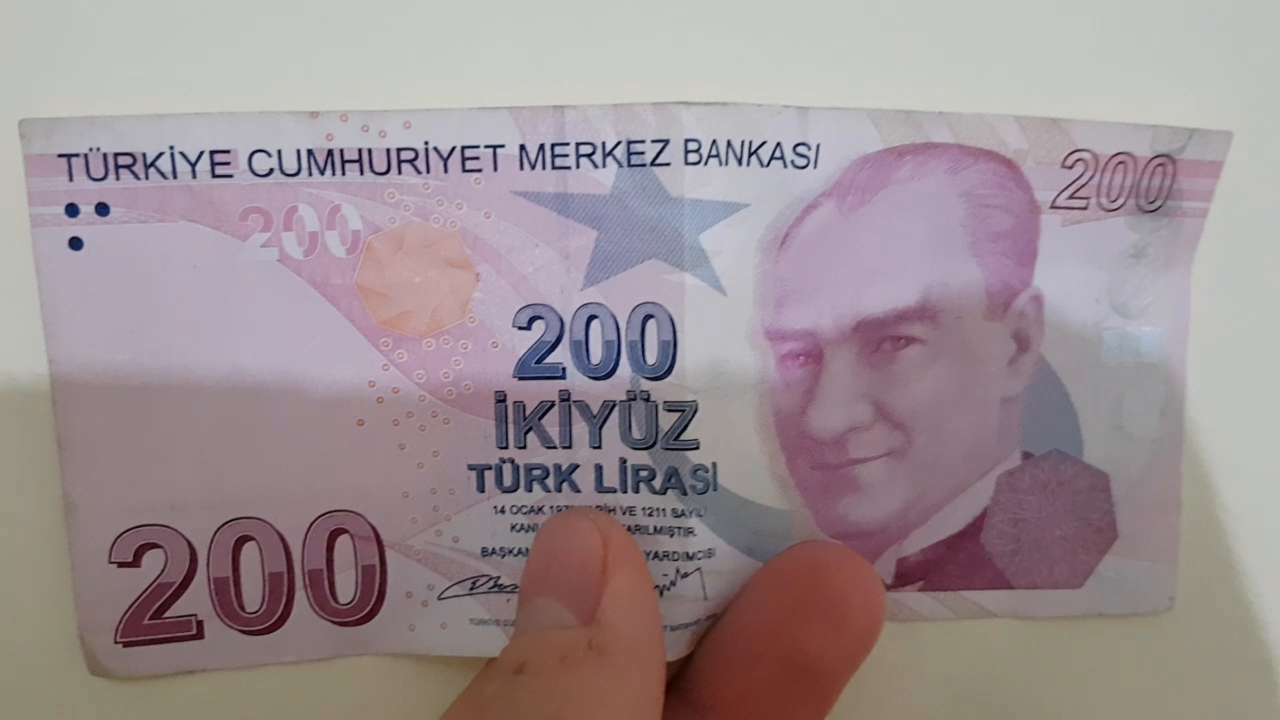 TÜRKİYE CUMHURİYET MERKEZ BANKASI
200
200
200
İKİYÜZ
TÜRK LİRASI
14 OCAK VE 1211 SAYILI
BAŞKAN YARDIMCISI
200